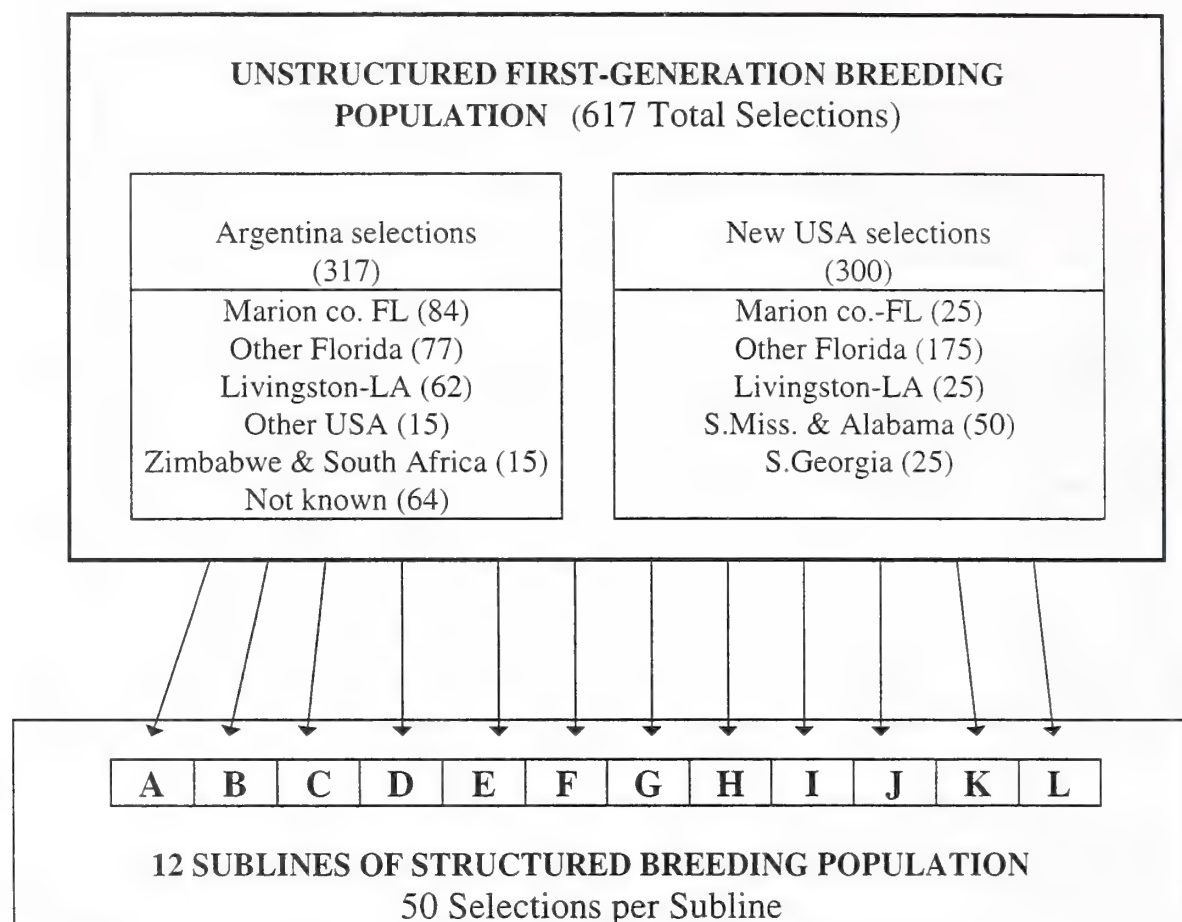 UNSTRUCTURED FIRST-GENERATION BREEDING
POPULATION (617 Total Selections)
Argentina selections
(317)
Marion co. FL (84)
Other Florida (77)
Livingston-LA (62)
Other USA (15)
Zimbabwe & South Africa (15)
Not known (64)
New USA selections
(300)
Marion co.-FL (25)
Other Florida (175)
Livingston-LA (25)
S.Miss. & Alabama (50)
S.Georgia (25)
A B C D E F G H I J K L
12 SUBLINES OF STRUCTURED BREEDING POPULATION
50 Selections per Subline